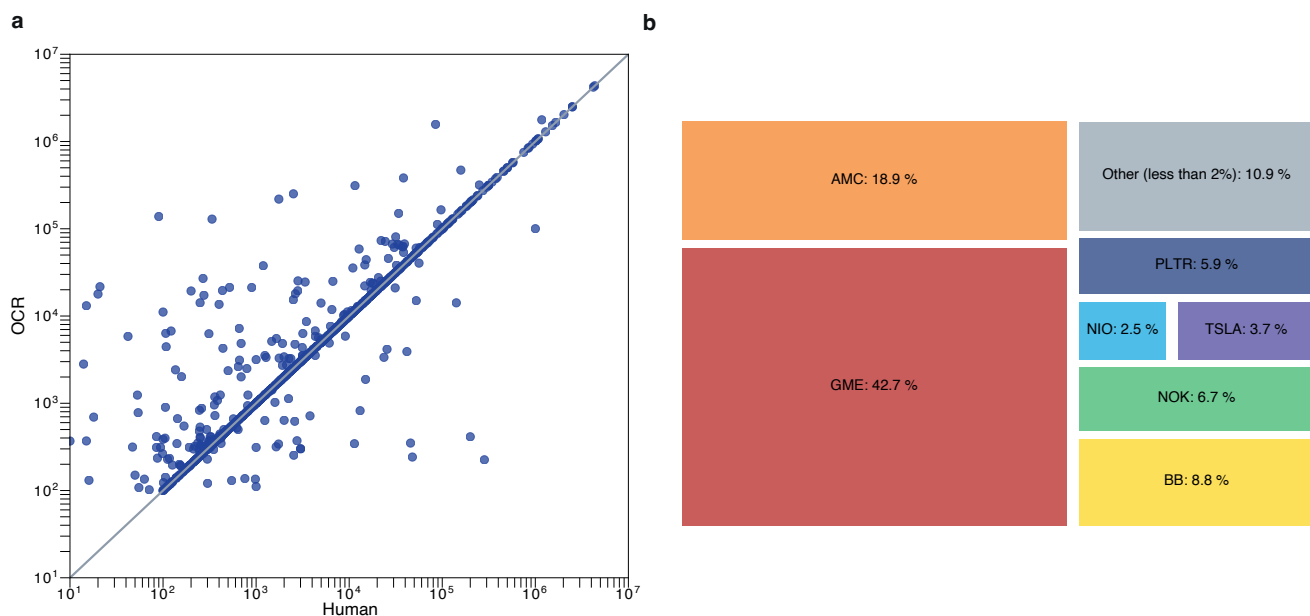 a
b
10⁷
10⁶
10⁵
10⁴
10³
10²
10¹
OCR
10¹ 10² 10³ 10⁴ 10⁵ 10⁶ 10⁷
Human
AMC: 18.9 %
GME: 42.7 %
Other (less than 2%): 10.9 %
PLTR: 5.9 %
NIO: 2.5 %
TSLA: 3.7 %
NOK: 6.7 %
BB: 8.8 %